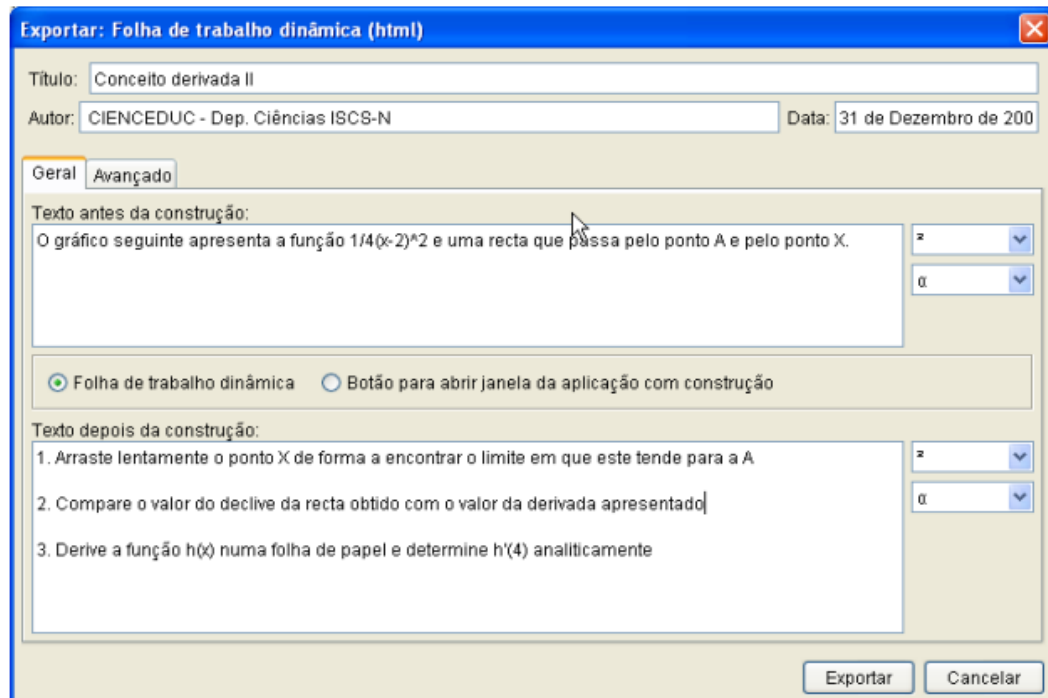 Exportar: Folha de trabalho dinâmica (html)
Título: Conceito derivada II
Autor: CIENCEDUC - Dep. Ciências ISCS-N Data: 31 de Dezembro de 200
Geral Avançado
Texto antes da construção:
O gráfico seguinte apresenta a função 1/4(x-2)^2 e uma recta que passa pelo ponto A e pelo ponto X.
²
α
Folha de trabalho dinâmica Botão para abrir janela da aplicação com construção
Texto depois da construção:
1. Arraste lentamente o ponto X de forma a encontrar o limite em que este tende para a A
²
2. Compare o valor do declive da recta obtido com o valor da derivada apresentado
α
3. Derive a função h(x) numa folha de papel e determine h'(4) analiticamente
Exportar Cancelar